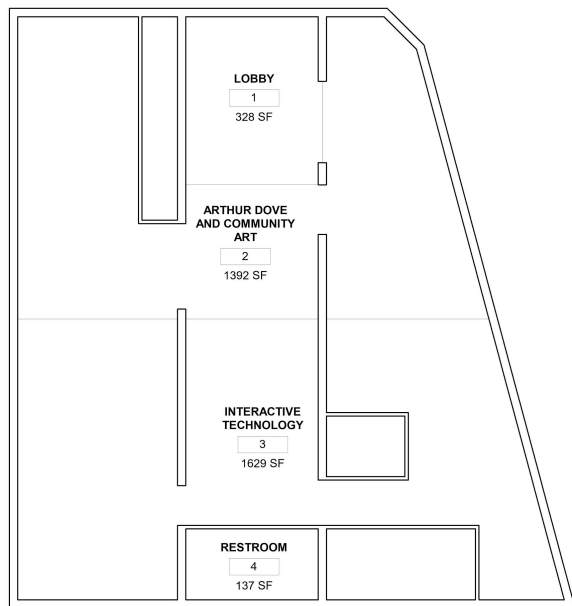 LOBBY
1
328 SF
ARTHUR DOVE
AND COMMUNITY
ART
2
1392 SF
INTERACTIVE
TECHNOLOGY
3
1629 SF
RESTROOM
4
137 SF